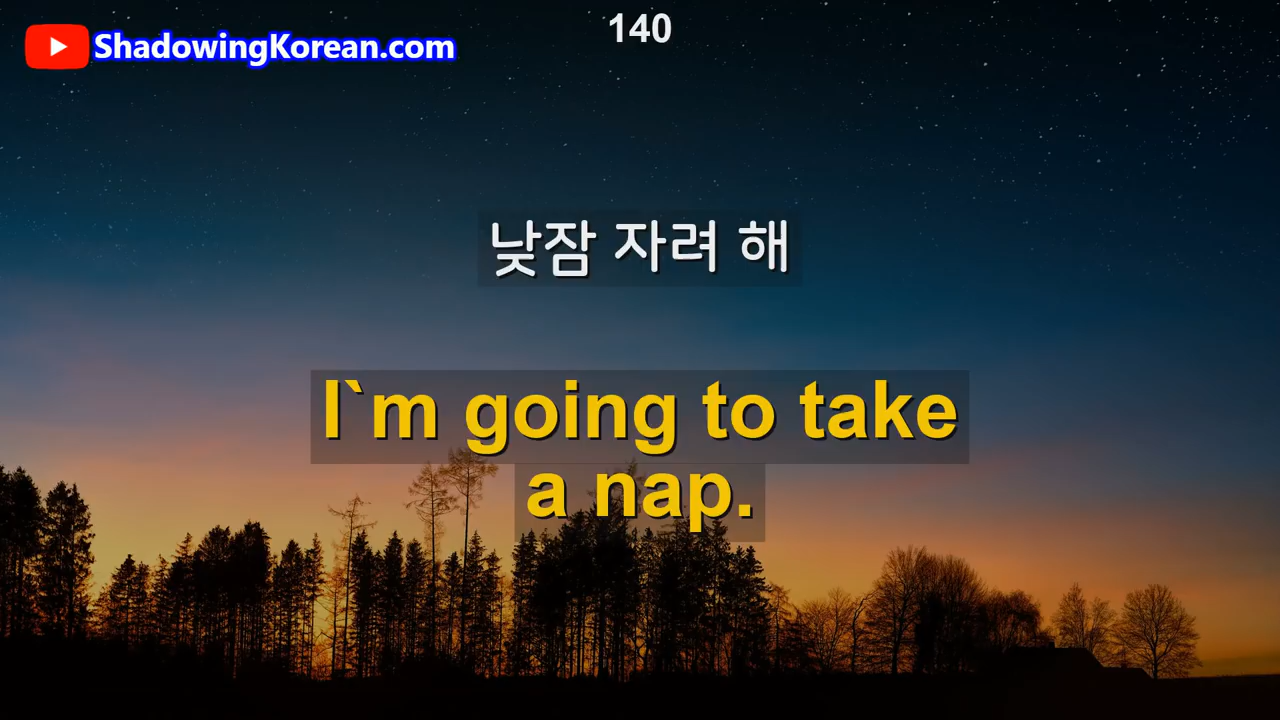 140
ShadowingKorean.com
낮잠 자려 해
I`m going to take
a nap.